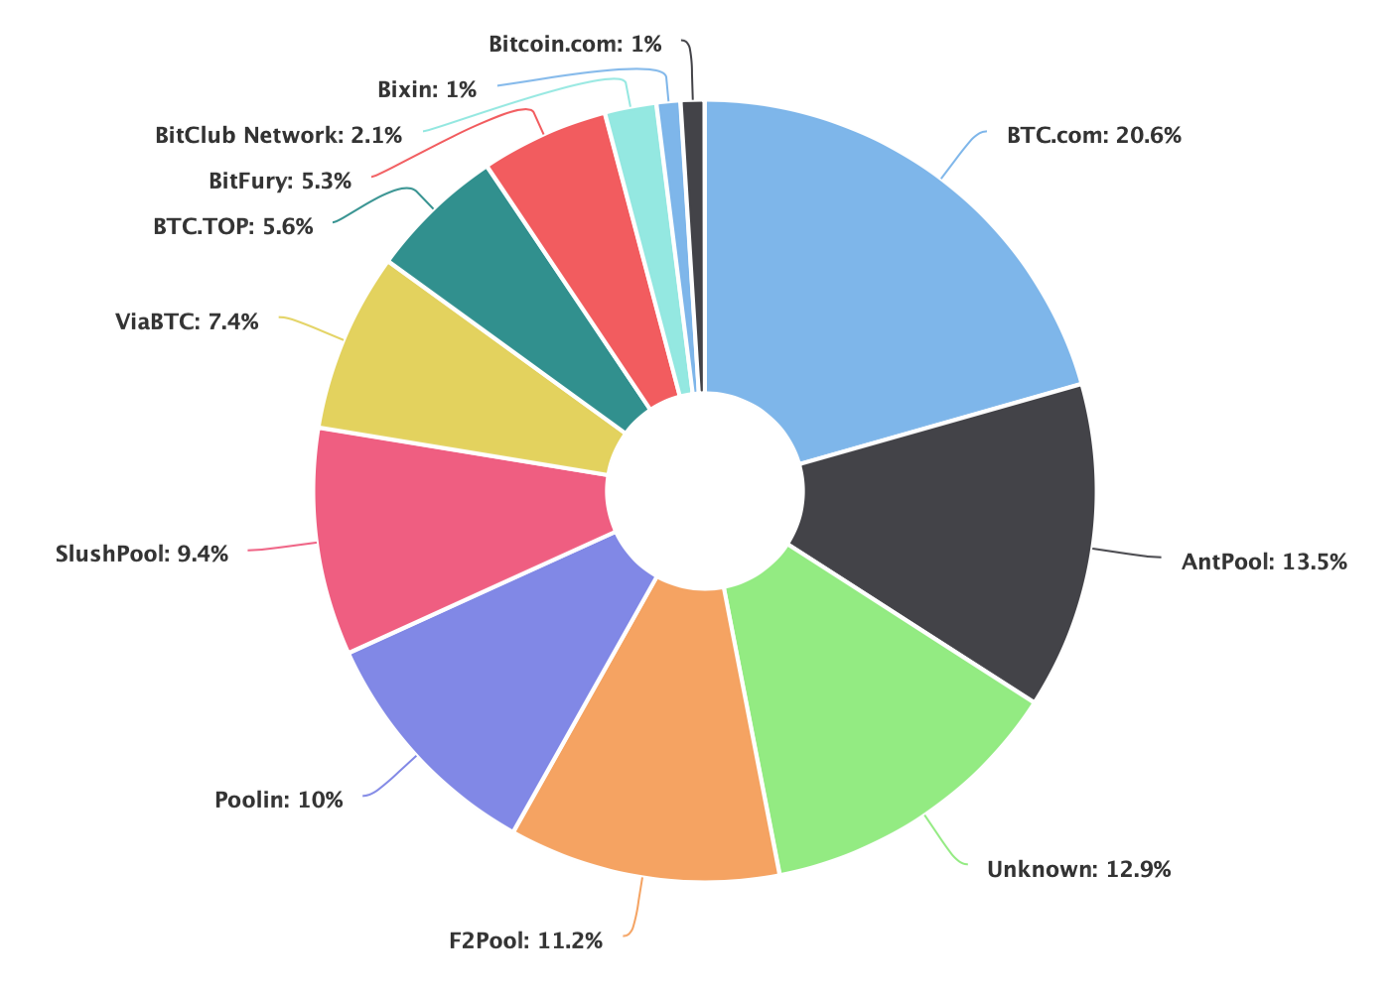 Bitcoin.com: 1%
Bixin: 1%
BitClub Network: 2.1%
BTC.com: 20.6%
BitFury: 5.3%
BTC.TOP: 5.6%
ViaBTC: 7.4%
SlushPool: 9.4%
AntPool: 13.5%
Poolin: 10%
Unknown: 12.9%
F2Pool: 11.2%